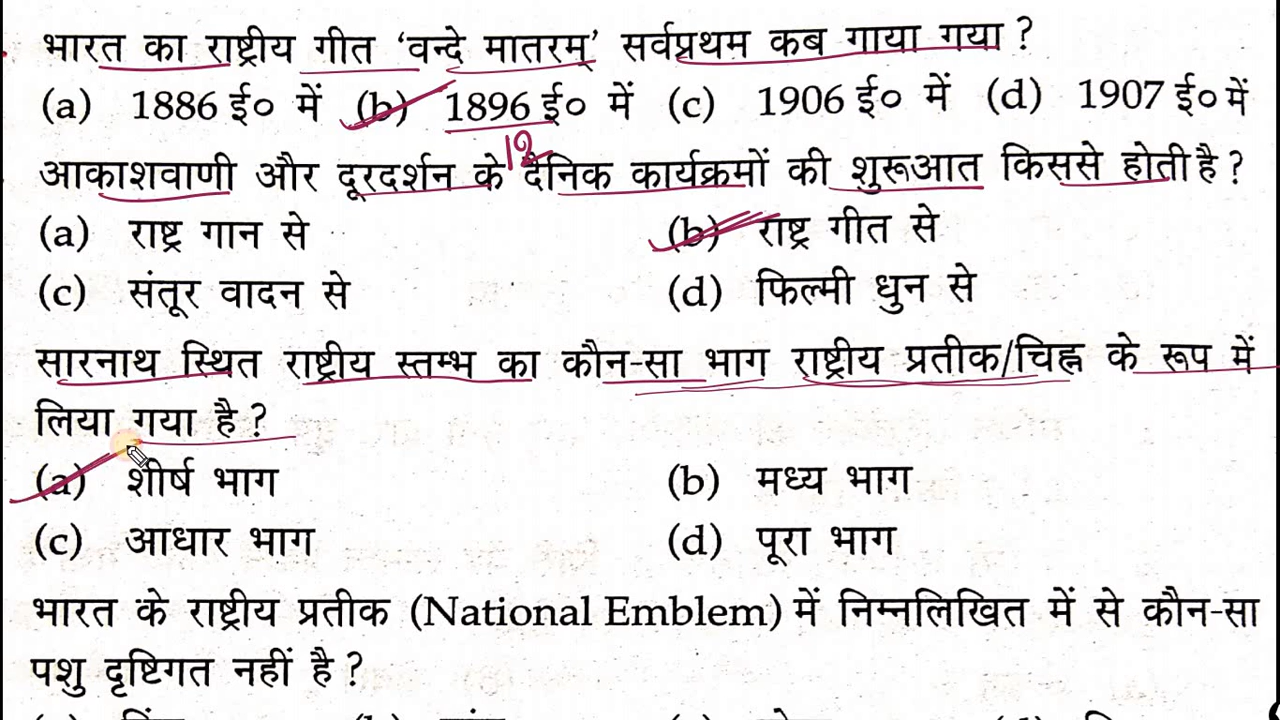 भारत का राष्ट्रीय गीत ‘वन्दे मातरम्’ सर्वप्रथम कब गाया गया ?
(a) 1886 ई० में (b) 1896 ई० में (c) 1906 ई० में (d) 1907 ई० में
आकाशवाणी और दूरदर्शन के दैनिक कार्यक्रमों की शुरूआत किससे होती है ?
(a) राष्ट्र गान से (b) राष्ट्र गीत से
(c) संतूर वादन से (d) फिल्मी धुन से
सारनाथ स्थित राष्ट्रीय स्तम्भ का कौन-सा भाग राष्ट्रीय प्रतीक/चिह्न के रूप में
लिया गया है ?
(a) शीर्ष भाग (b) मध्य भाग
(c) आधार भाग (d) पूरा भाग
भारत के राष्ट्रीय प्रतीक (National Emblem) में निम्नलिखित में से कौन-सा
पशु दृष्टिगत नहीं है ?